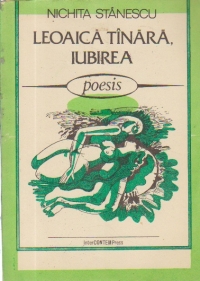 NICHITA STĂNESCU
LEOAICĂ TÎNĂRĂ,
IUBIREA
poesis
InterCONTEMPress